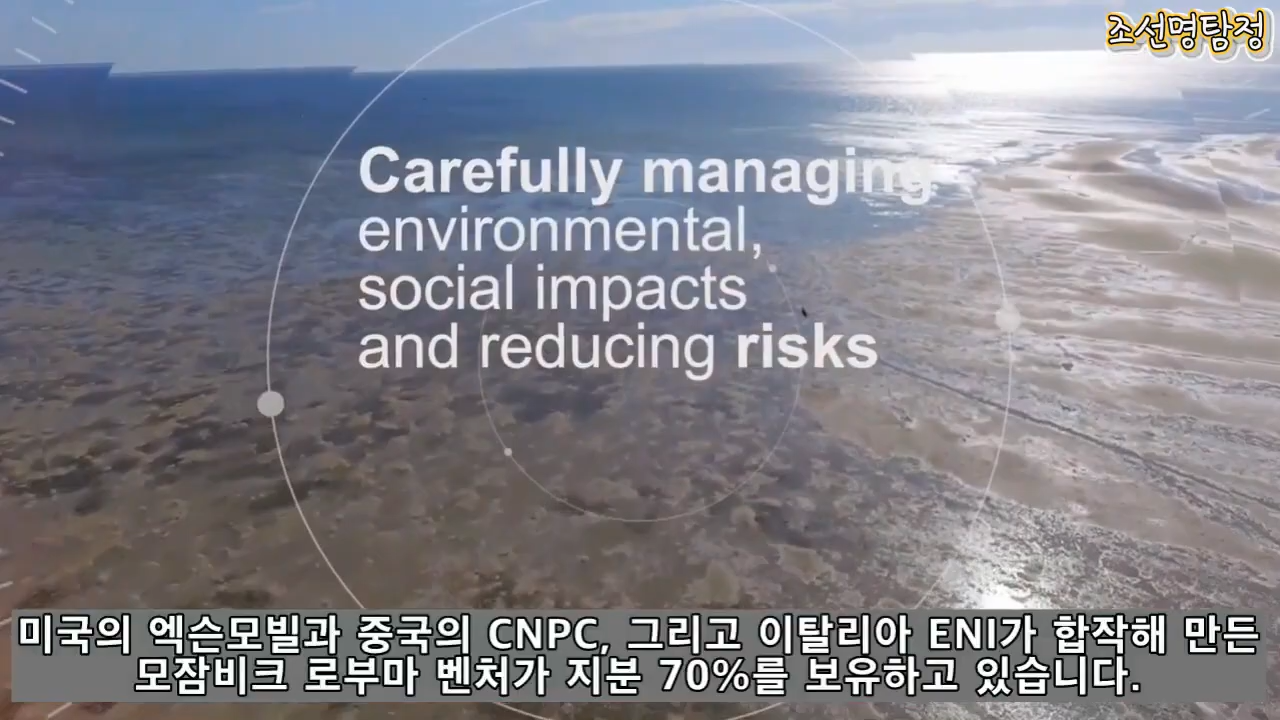 조선명탐정
Carefully managing
environmental,
social impacts
and reducing risks
미국의 엑슨모빌과 중국의 CNPC, 그리고 이탈리아 ENI가 합작해 만든
모잠비크 로부마 벤처가 지분 70%를 보유하고 있습니다.